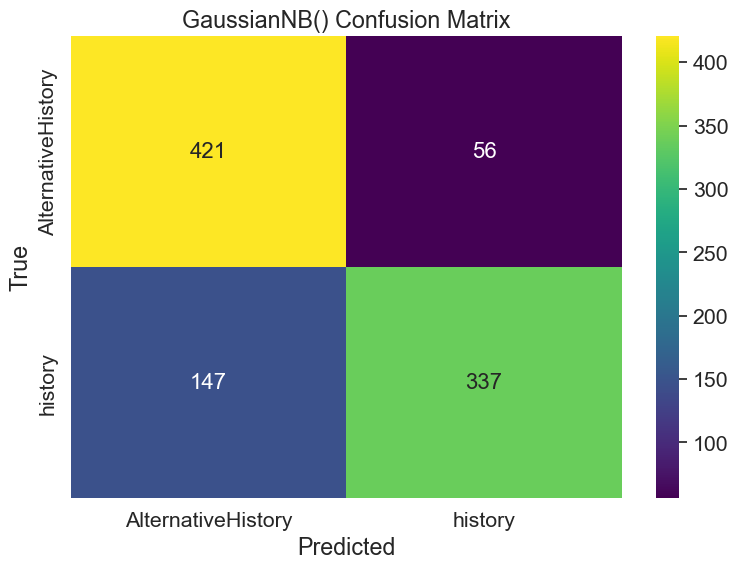 GaussianNB() Confusion Matrix
True
AlternativeHistory
history
421
56
147
337
AlternativeHistory
history
Predicted
400
350
300
250
200
150
100